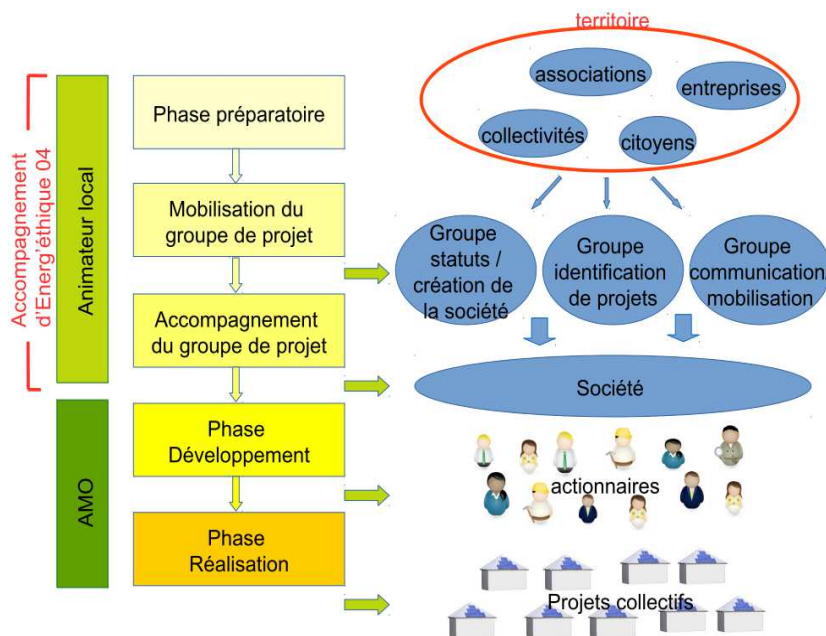 territoire
associations
entreprises
collectivités
citoyens
Accompagnement
d'Energ'éthique 04
Animateur local
AMO
Phase préparatoire
Mobilisation du
groupe de projet
Accompagnement
du groupe de projet
Phase
Développement
Phase
Réalisation
Groupe
statuts /
création de
la société
Groupe
identification
de projets
Groupe
communication/
mobilisation
Société
actionnaires
Projets collectifs